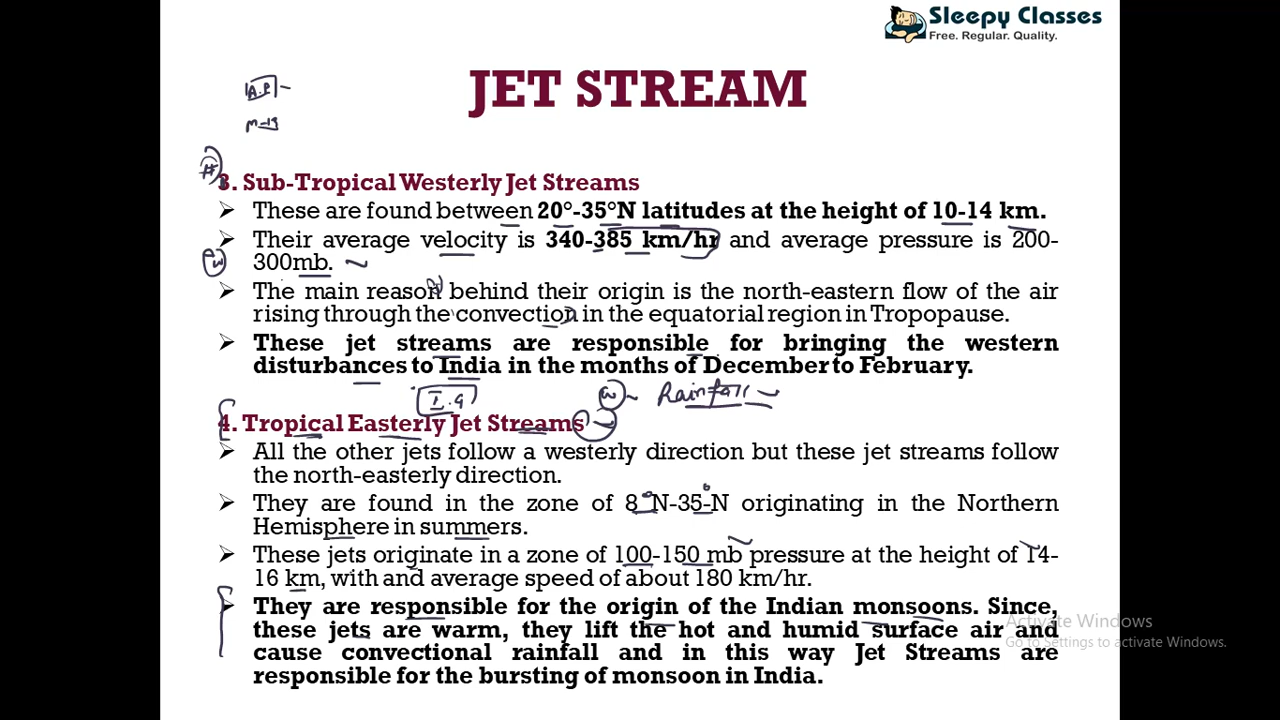 Sleepy Classes
Free. Regular. Quality.
JET STREAM
A.P
M-19
3. Sub-Tropical Westerly Jet Streams
➢ These are found between 20°-35°N latitudes at the height of 10-14 km.
➢ Their average velocity is 340-385 km/hr and average pressure is 200-
300mb.
➢ The main reason behind their origin is the north-eastern flow of the air
rising through the convection in the equatorial region in Tropopause.
➢ These jet streams are responsible for bringing the western
disturbances to India in the months of December to February.
I.G
W - Rainfall
4. Tropical Easterly Jet Streams
➢ All the other jets follow a westerly direction but these jet streams follow
the north-easterly direction.
➢ They are found in the zone of 8°N-35°-N originating in the Northern
Hemisphere in summers.
➢ These jets originate in a zone of 100-150 mb pressure at the height of 14-
16 km, with and average speed of about 180 km/hr.
➢ They are responsible for the origin of the Indian monsoons. Since,
these jets are warm, they lift the hot and humid surface air and
cause convectional rainfall and in this way Jet Streams are
responsible for the bursting of monsoon in India.
Activate Windows
Go to Settings to activate Windows.